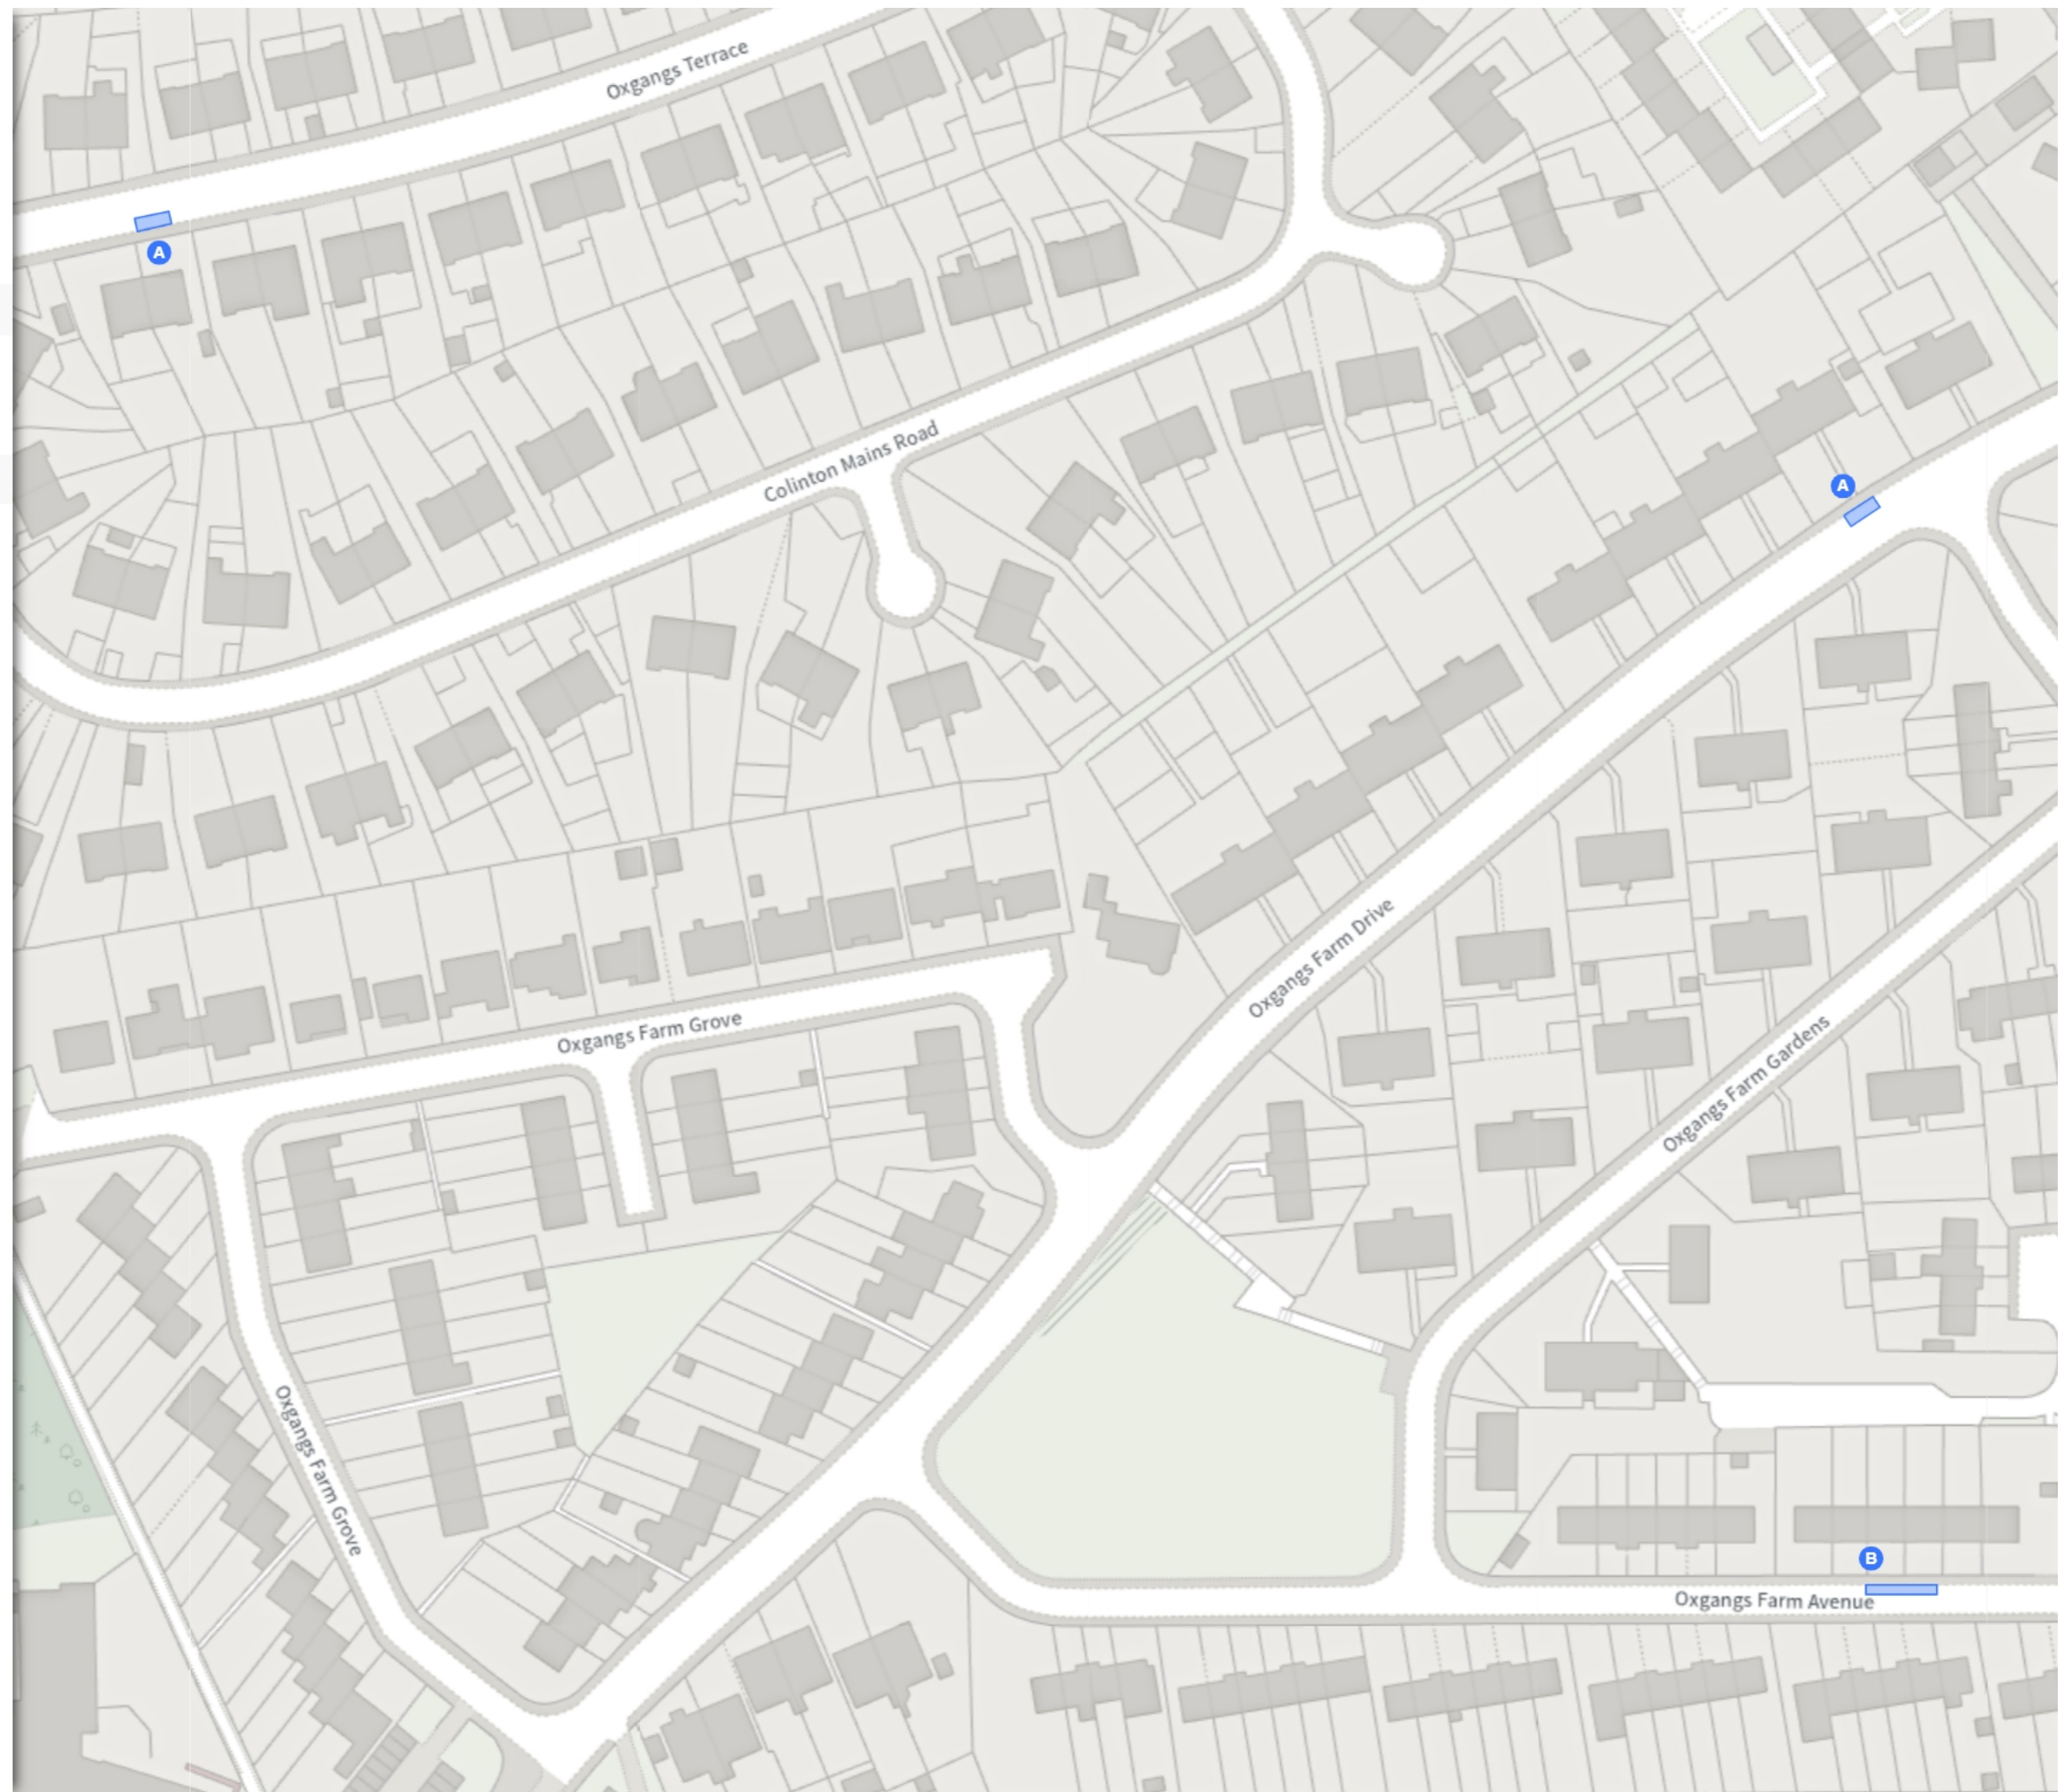 Oxgangs Terrace
A
Colinton Mains Road
A
Oxgangs Farm Drive
Oxgangs Farm Grove
Oxgangs Farm Gardens
Oxgangs Farm Grove
B
Oxgangs Farm Avenue